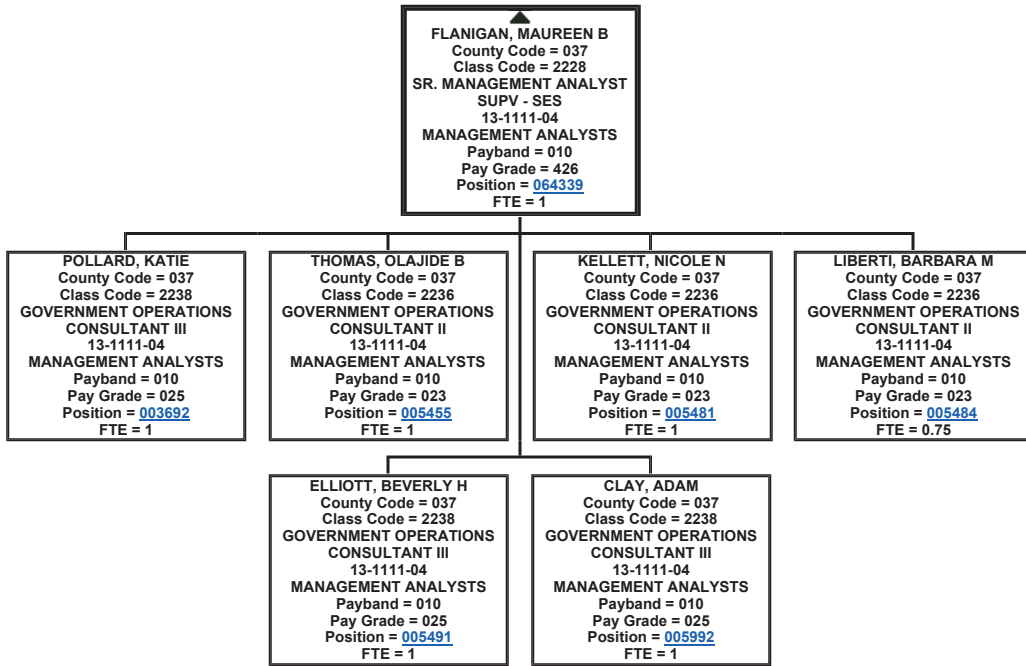 FLANIGAN, MAUREEN B
County Code = 037
Class Code = 2228
SR. MANAGEMENT ANALYST
SUPV - SES
13-1111-04
MANAGEMENT ANALYSTS
Payband = 010
Pay Grade = 426
Position = 064339
FTE = 1
POLLARD, KATIE
County Code = 037
Class Code = 2238
GOVERNMENT OPERATIONS
CONSULTANT III
13-1111-04
MANAGEMENT ANALYSTS
Payband = 010
Pay Grade = 025
Position = 003692
FTE = 1
THOMAS, OLAJIDE B
County Code = 037
Class Code = 2236
GOVERNMENT OPERATIONS
CONSULTANT II
13-1111-04
MANAGEMENT ANALYSTS
Payband = 010
Pay Grade = 023
Position = 005455
FTE = 1
KELLETT, NICOLE N
County Code = 037
Class Code = 2236
GOVERNMENT OPERATIONS
CONSULTANT II
13-1111-04
MANAGEMENT ANALYSTS
Payband = 010
Pay Grade = 023
Position = 005481
FTE = 1
LIBERTI, BARBARA M
County Code = 037
Class Code = 2236
GOVERNMENT OPERATIONS
CONSULTANT II
13-1111-04
MANAGEMENT ANALYSTS
Payband = 010
Pay Grade = 023
Position = 005484
FTE = 0.75
ELLIOTT, BEVERLY H
County Code = 037
Class Code = 2238
GOVERNMENT OPERATIONS
CONSULTANT III
13-1111-04
MANAGEMENT ANALYSTS
Payband = 010
Pay Grade = 025
Position = 005491
FTE = 1
CLAY, ADAM
County Code = 037
Class Code = 2238
GOVERNMENT OPERATIONS
CONSULTANT III
13-1111-04
MANAGEMENT ANALYSTS
Payband = 010
Pay Grade = 025
Position = 005992
FTE = 1